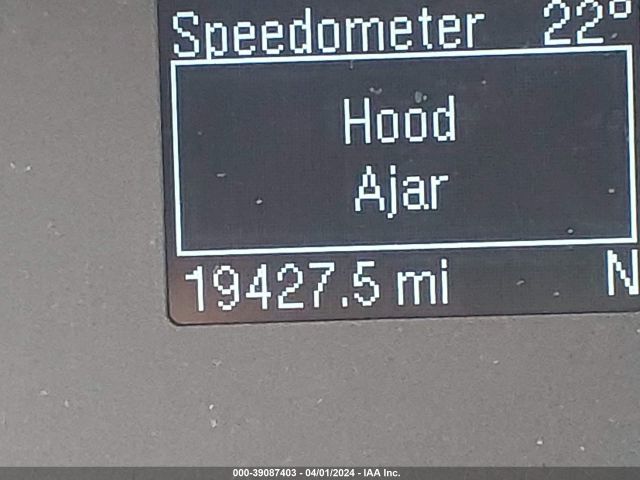 Speedometer 22°
Hood
Ajar
19427.5 mi N
000-39087403 - 04/01/2024 - IAA Inc.